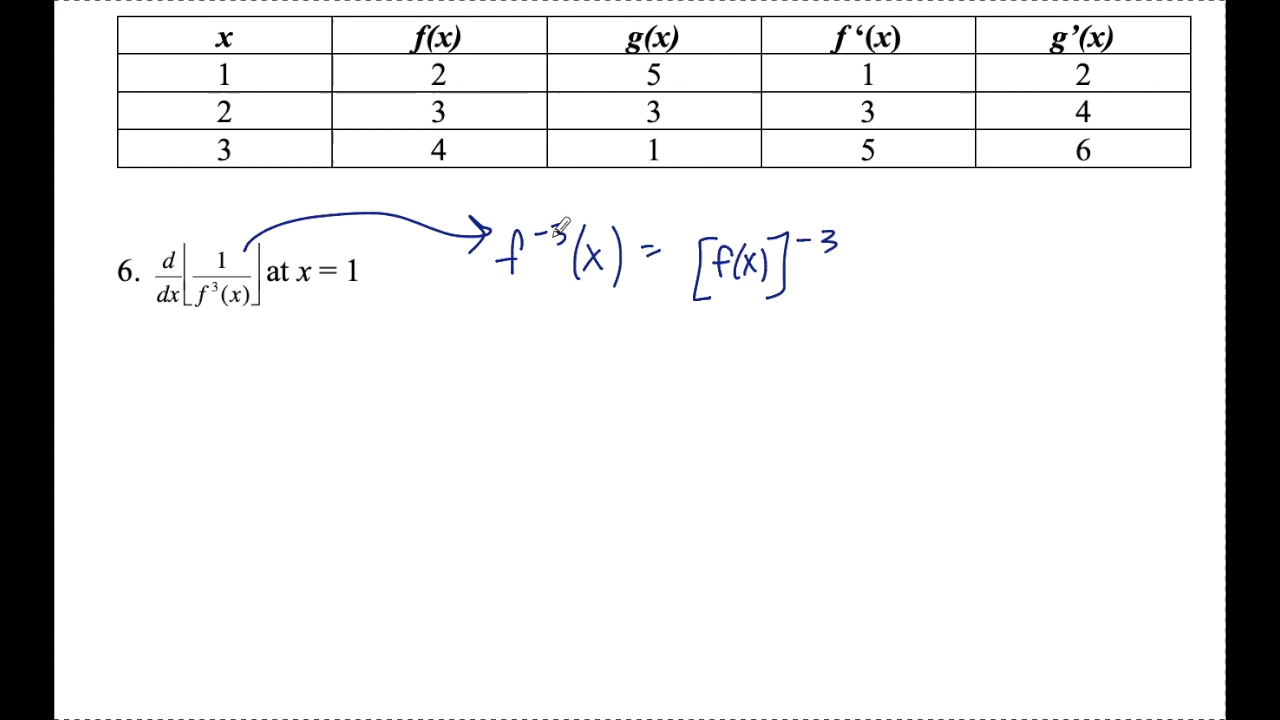 x f(x) g(x) f ‘(x) g’(x)
1 2 5 1 2
2 3 3 3 4
3 4 1 5 6
6. d/dx [1/f³(x)] at x = 1
f⁻³(x) = [f(x)]⁻³